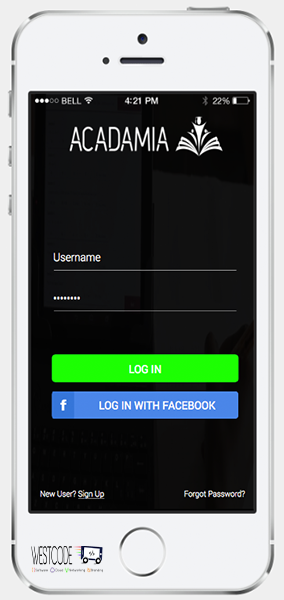 BELL 4:21 PM 22%
ACADAMIA
Username
••••••••
LOG IN
f LOG IN WITH FACEBOOK
New User? Sign Up Forgot Password?
WESTCODE